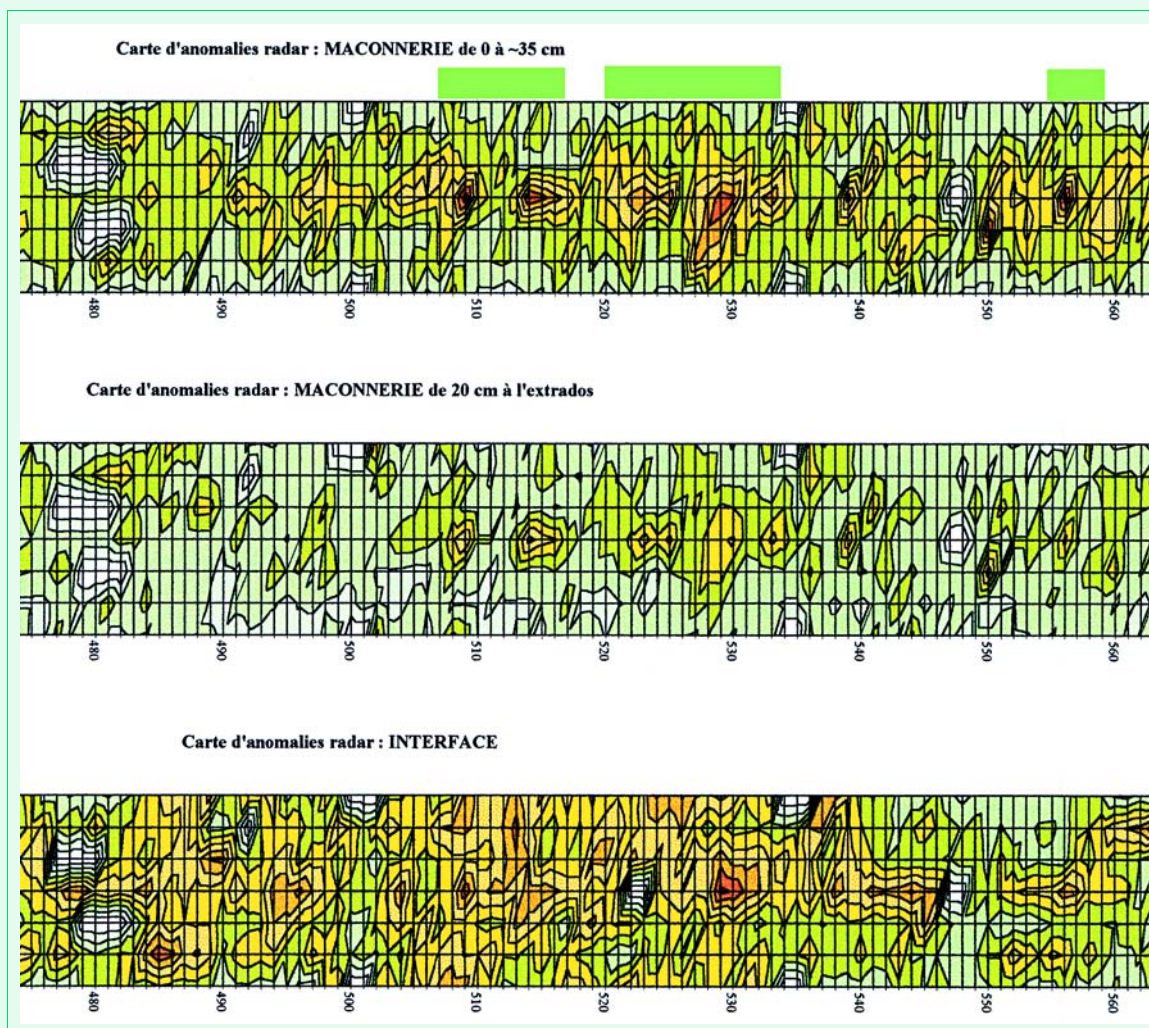 Carte d'anomalies radar : MACONNERIE de 0 à ~35 cm
480 490 500 510 520 530 540 550 560
Carte d'anomalies radar : MACONNERIE de 20 cm à l'extrados
480 490 500 510 520 530 540 550 560
Carte d'anomalies radar : INTERFACE
480 490 500 510 520 530 540 550 560